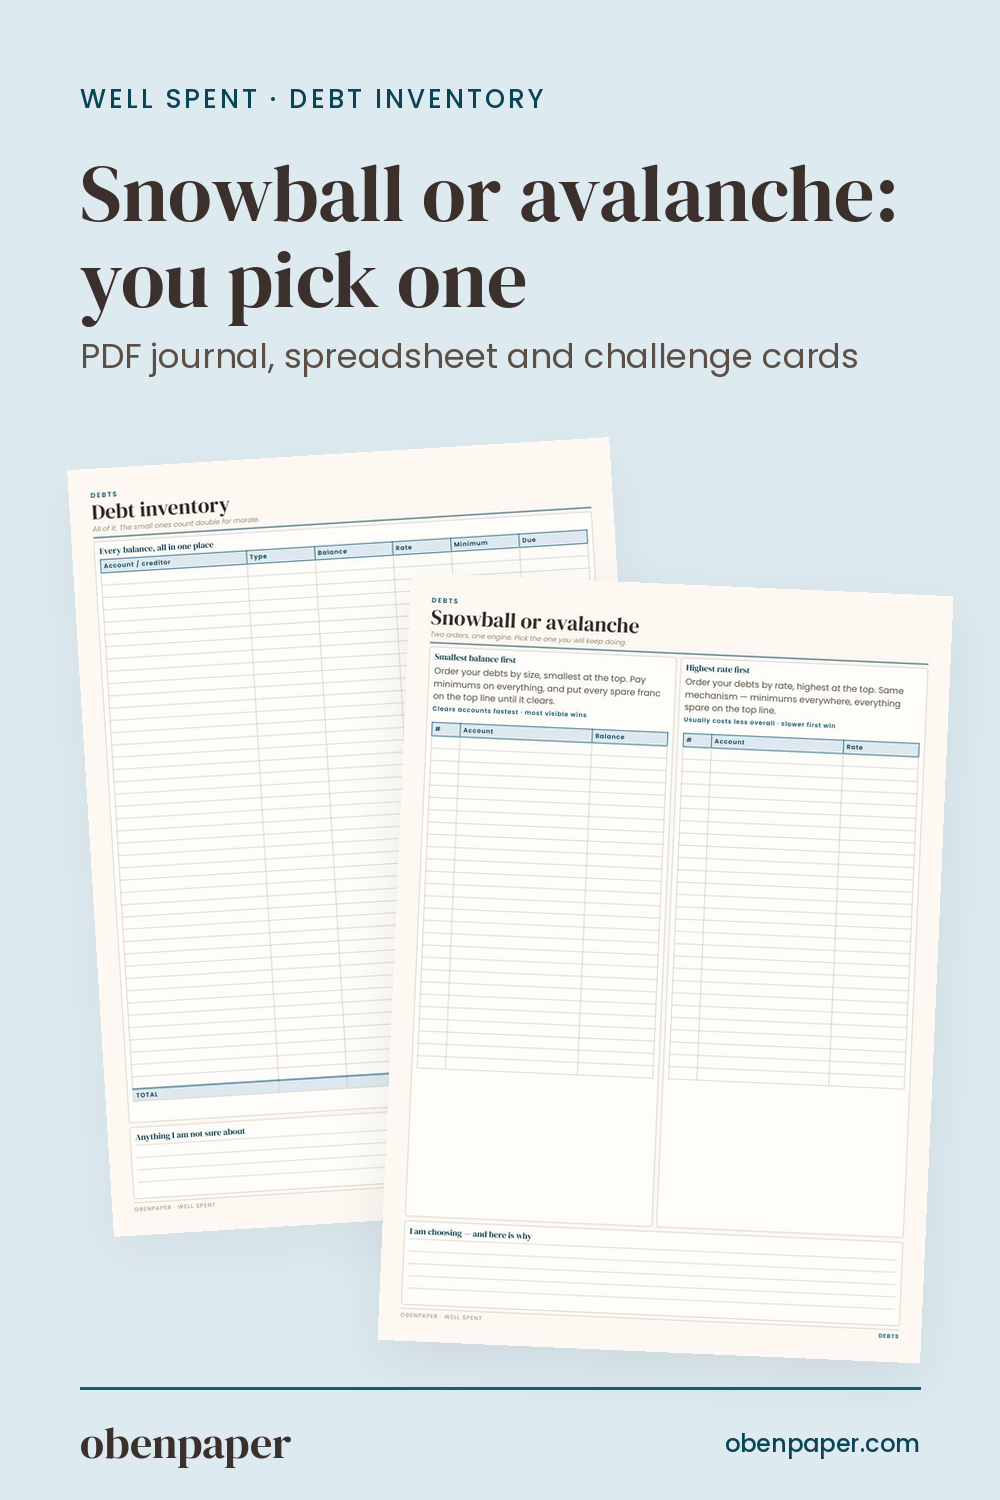 WELL SPENT · DEBT INVENTORY
Snowball or avalanche:
you pick one
PDF journal, spreadsheet and challenge cards
DEBTS
Debt inventory
All of it. The small ones count double for morale.
Every balance, all in one place
Account / creditor Type Balance Rate Minimum Due
TOTAL
Anything I am not sure about
OBENPAPER · WELL SPENT
DEBTS
Snowball or avalanche
Two orders, one engine. Pick the one you will keep doing.
Smallest balance first
Order your debts by size, smallest at the top. Pay
minimums on everything, and put every spare franc
on the top line until it clears.
Clears accounts fastest · most visible wins
# Account Balance
Highest rate first
Order your debts by rate, highest at the top. Same
mechanism — minimums everywhere, everything
spare on the top line.
Usually costs less overall · slower first win
# Account Rate
I am choosing — and here is why
OBENPAPER · WELL SPENT
DEBTS
obenpaper
obenpaper.com